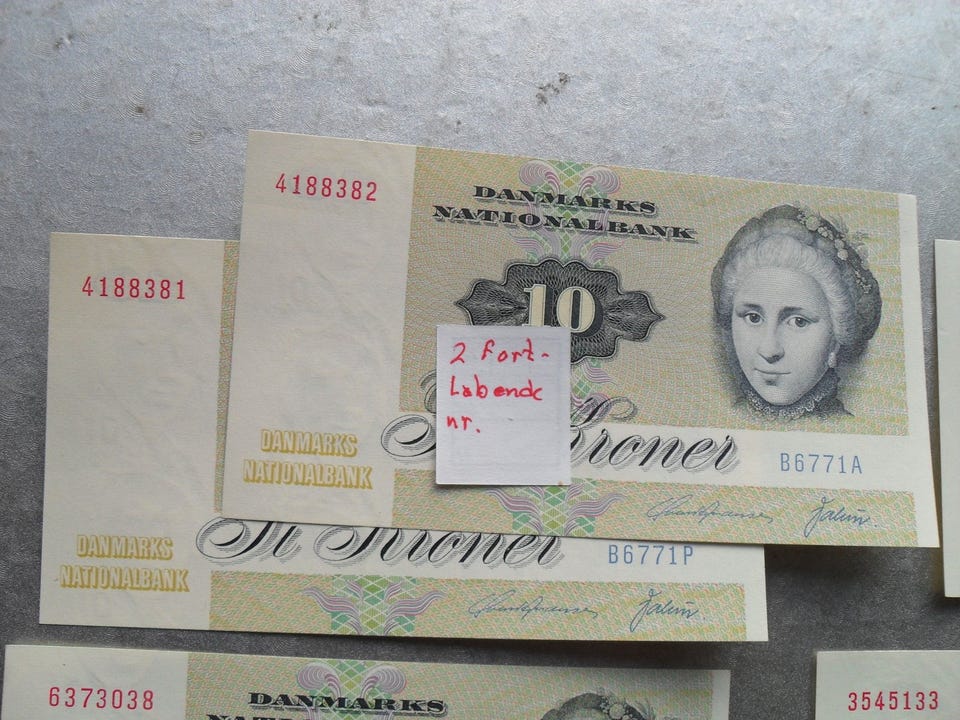 4188382
DANMARKS
NATIONALBANK
10
2 Fort-
Løbende
nr.
Kroner
B6771A
DANMARKS
NATIONALBANK
4188381
Ti Kroner
B6771P
DANMARKS
NATIONALBANK
6373038
DANMARKS
3545133